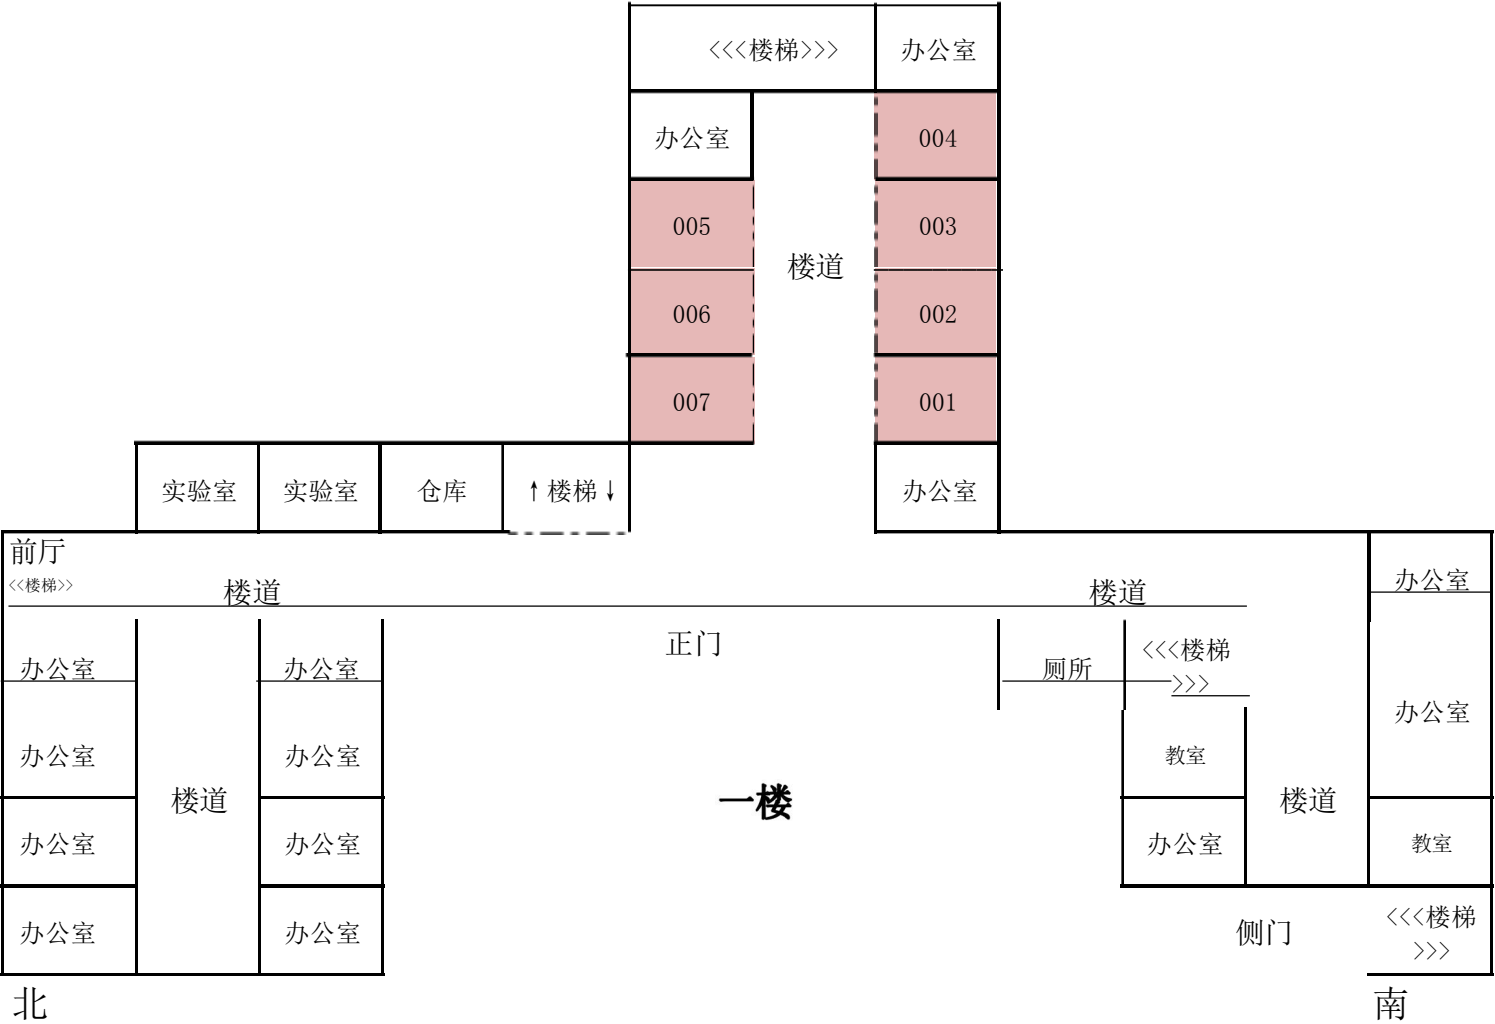 <<<楼梯>>> 办公室
办公室 004
005 003
楼道
006 002
007 001
实验室 实验室 仓库 ↑楼梯↓ 办公室
前厅
<<楼梯>> 楼道 楼道 办公室
正门
办公室 办公室 厕所 <<<楼梯
>>>
办公室
办公室 办公室 教室
楼道 一楼 楼道
办公室 办公室 办公室 教室
办公室 办公室 侧门 <<<楼梯
>>>
北 南